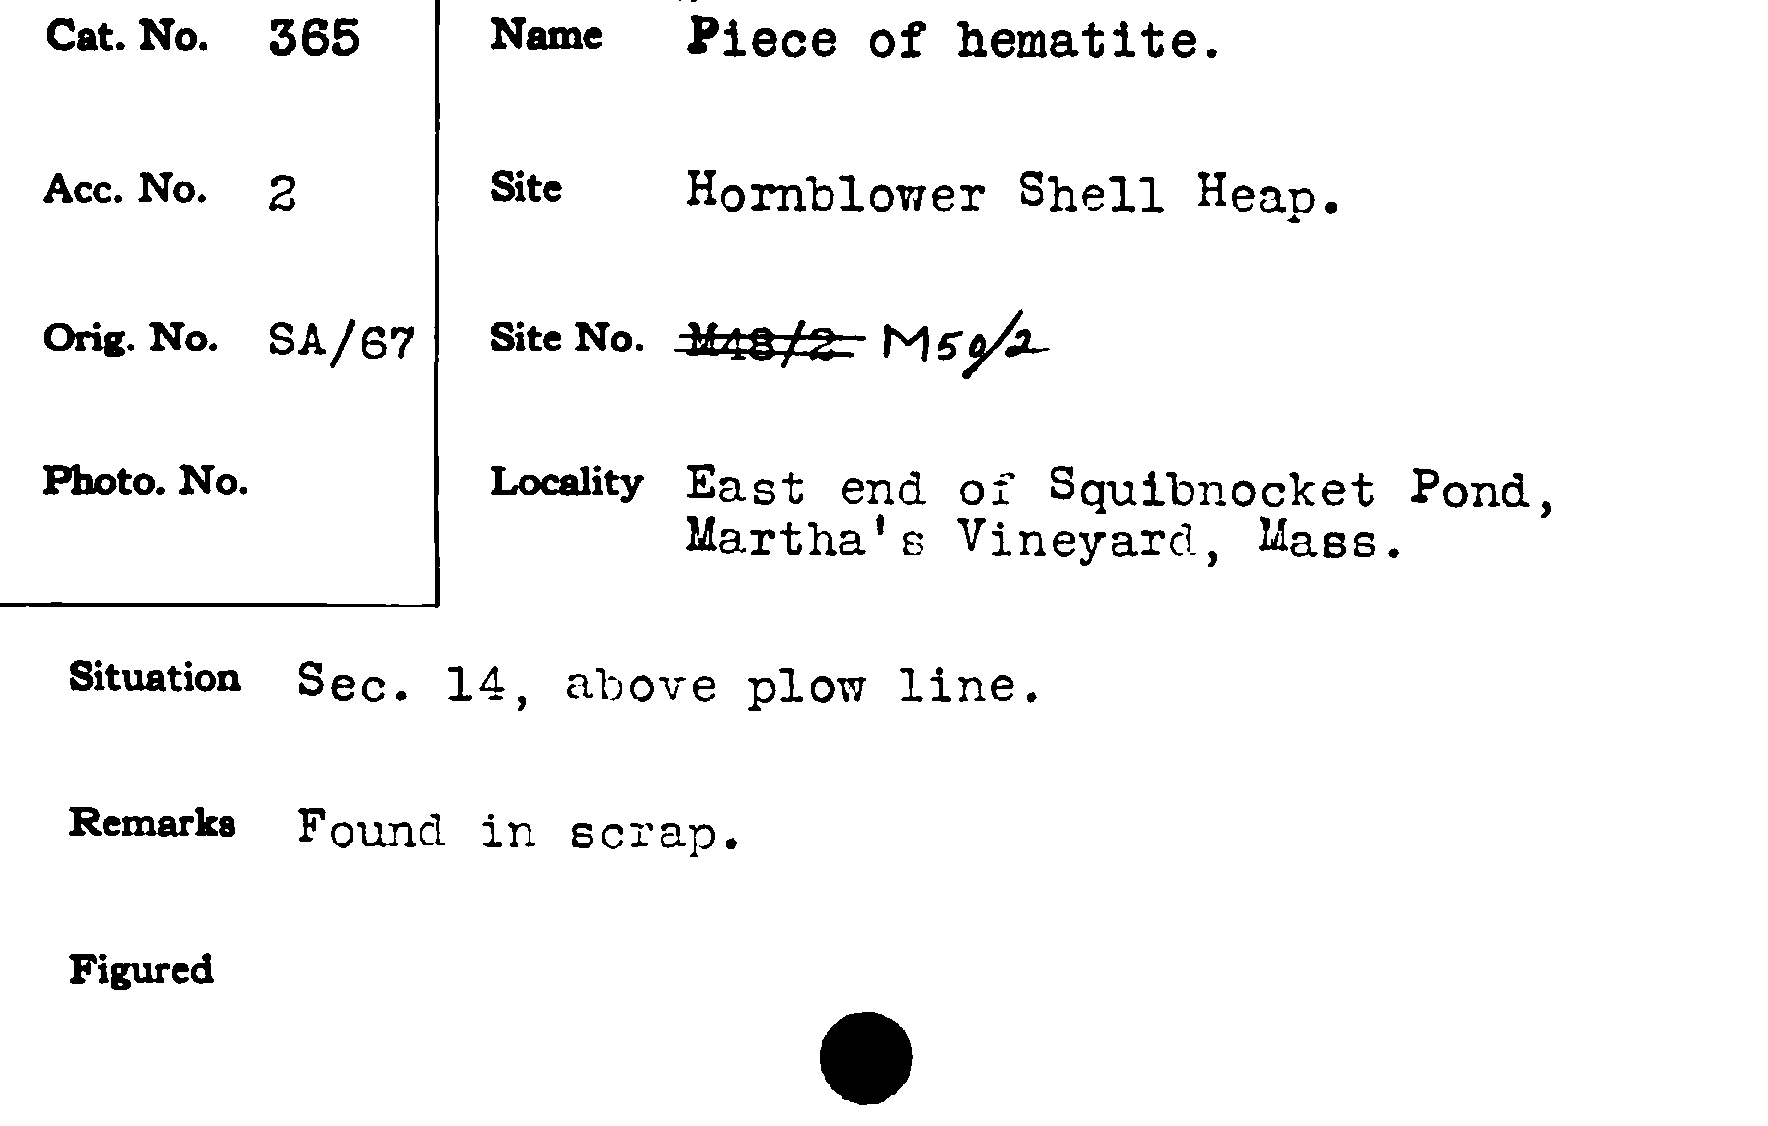 Cat. No. 365
Name Piece of hematite.
Acc. No. 2
Site Hornblower Shell Heap.
Orig. No. SA/67
Site No. M48/2 M50/2
Photo. No.
Locality East end of Squibnocket Pond,
Martha's Vineyard, Mass.
Situation Sec. 14, above plow line.
Remarks Found in scrap.
Figured